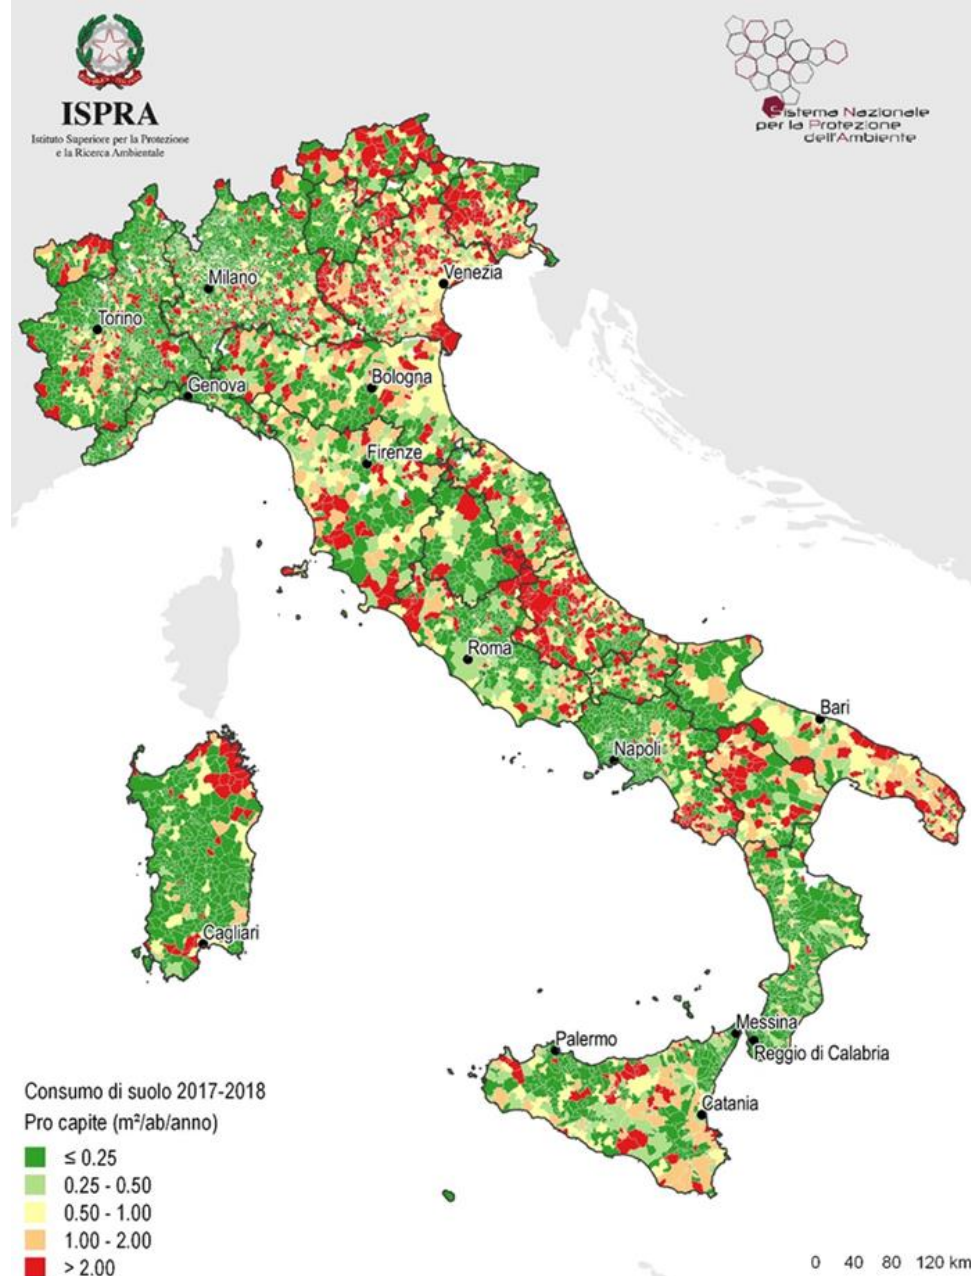 ISPRA
Istituto Superiore per la Protezione
e la Ricerca Ambientale
Sistema Nazionale
per la Protezione
dell'Ambiente
Milano
Venezia
Torino
Genova
Bologna
Firenze
Roma
Bari
Napoli
Cagliari
Messina
Palermo
Reggio di Calabria
Catania
Consumo di suolo 2017-2018
Pro capite (m²/ab/anno)
≤ 0.25
0.25 - 0.50
0.50 - 1.00
1.00 - 2.00
> 2.00
0 40 80 120 km